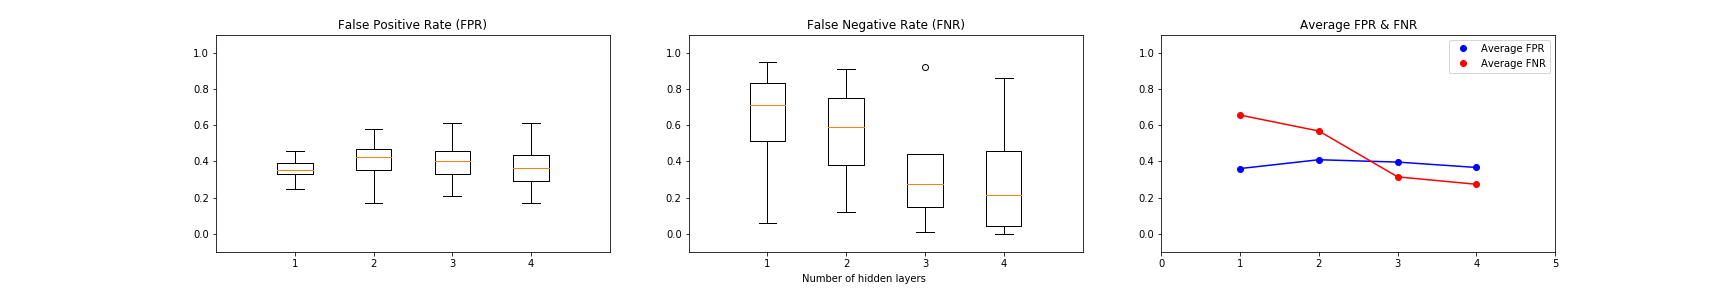 False Positive Rate (FPR)
1.0
0.8
0.6
0.4
0.2
0.0
1 2 3 4
False Negative Rate (FNR)
1.0
0.8
0.6
0.4
0.2
0.0
1 2 3 4
Number of hidden layers
Average FPR & FNR
Average FPR
Average FNR
1.0
0.8
0.6
0.4
0.2
0.0
0 1 2 3 4 5